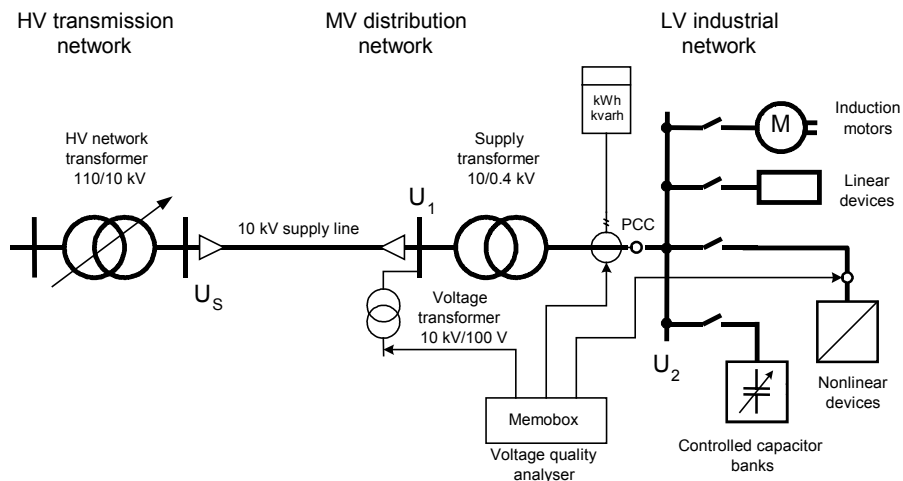 HV transmission
network
MV distribution
network
LV industrial
network
kWh
kvarh
HV network
transformer
110/10 kV
Supply
transformer
10/0.4 kV
M
Induction
motors
Linear
devices
U1
PCC
10 kV supply line
US
Voltage
transformer
10 kV/100 V
U2
Nonlinear
devices
Memobox
Voltage quality
analyser
Controlled capacitor
banks